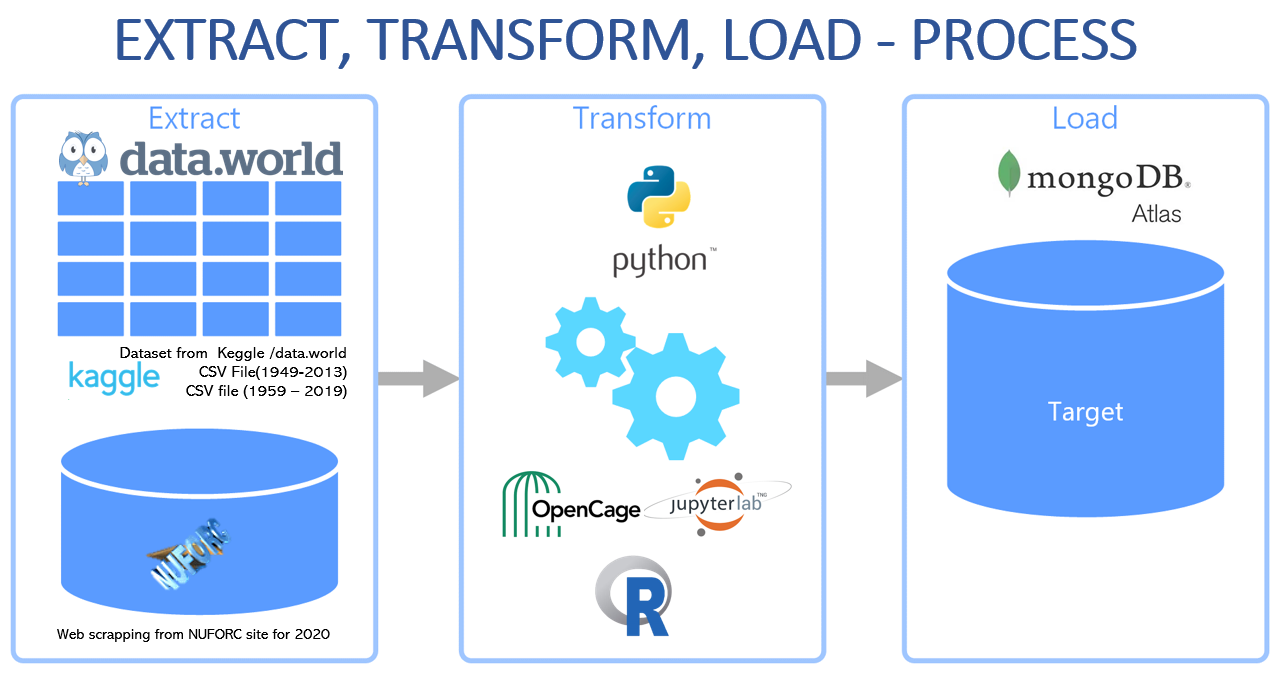 EXTRACT, TRANSFORM, LOAD - PROCESS
Extract
data.world
Dataset from Keggle /data.world
kaggle
CSV File(1949-2013)
CSV file (1959 – 2019)
NUFORC
Web scrapping from NUFORC site for 2020
Transform
python™
OpenCage
jupyterlab TNG
R
Load
mongoDB®
Atlas
Target